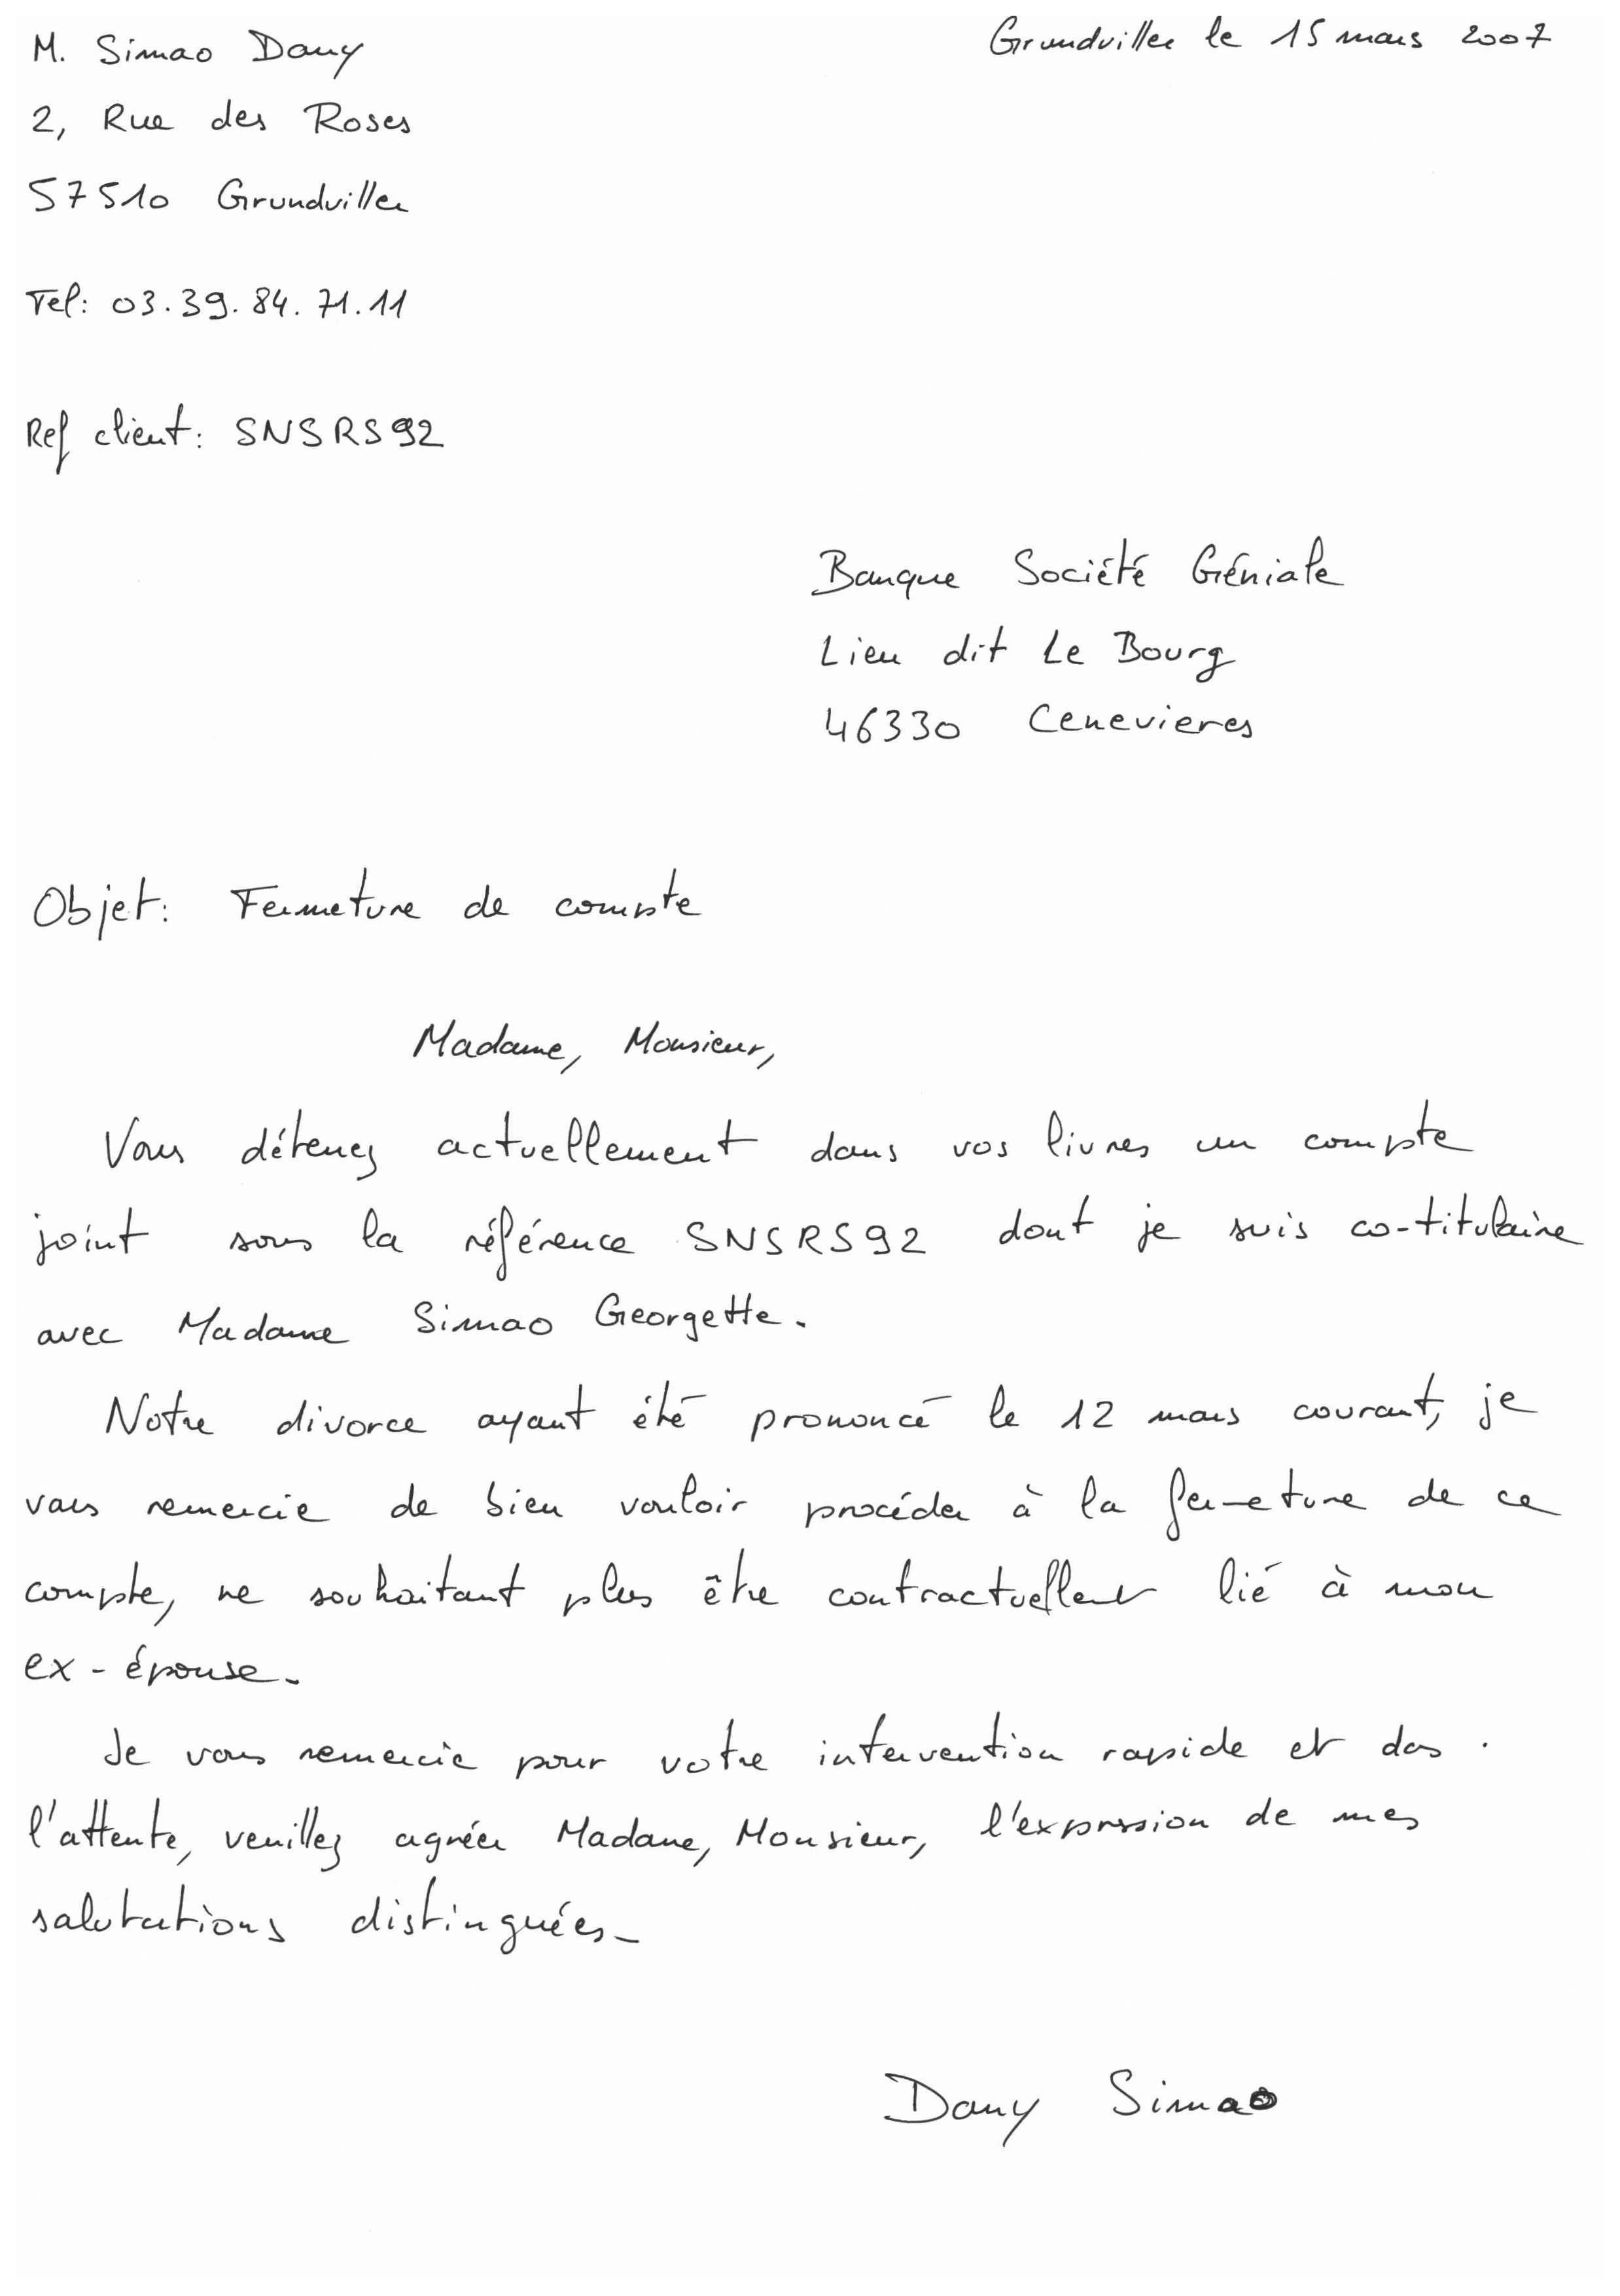 M. Simao Dany
Grundviller le 15 mars 2007
2, Rue des Roses
57510 Grundviller
Tel: 03.39.84.71.11
Ref client: SNSRS92
Banque Société Géniale
Lieu dit Le Bourg
46330 Cenevieres
Objet: Fermeture de compte
Madame, Monsieur,
Vous détenez actuellement dans vos livres un compte
joint sous la référence SNSRS92 dont je suis co-titulaire
avec Madame Simao Georgette.
Notre divorce ayant été prononcé le 12 mars courant, je
vous remercie de bien vouloir procéder à la fermeture de ce
compte, ne souhaitant plus être contractuellement lié à mon
ex-épouse.
Je vous remercie pour votre intervention rapide et dans
l'attente, veuillez agréer Madame, Monsieur, l'expression de mes
salutations distinguées.
Dany Simao